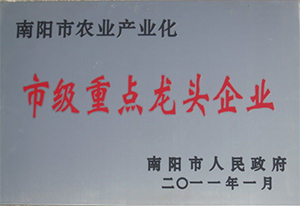 南阳市农业产业化
市级重点龙头企业
南阳市人民政府
二〇一一年一月